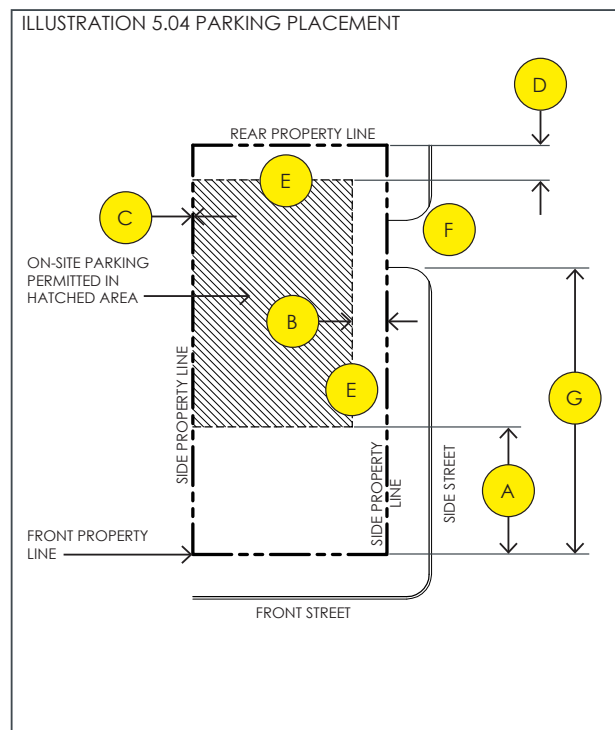 ILLUSTRATION 5.04 PARKING PLACEMENT
D
REAR PROPERTY LINE
E
C
F
ON-SITE PARKING
PERMITTED IN
HATCHED AREA
B
E
G
SIDE PROPERTY LINE
SIDE PROPERTY
LINE
SIDE STREET
A
FRONT PROPERTY
LINE
FRONT STREET